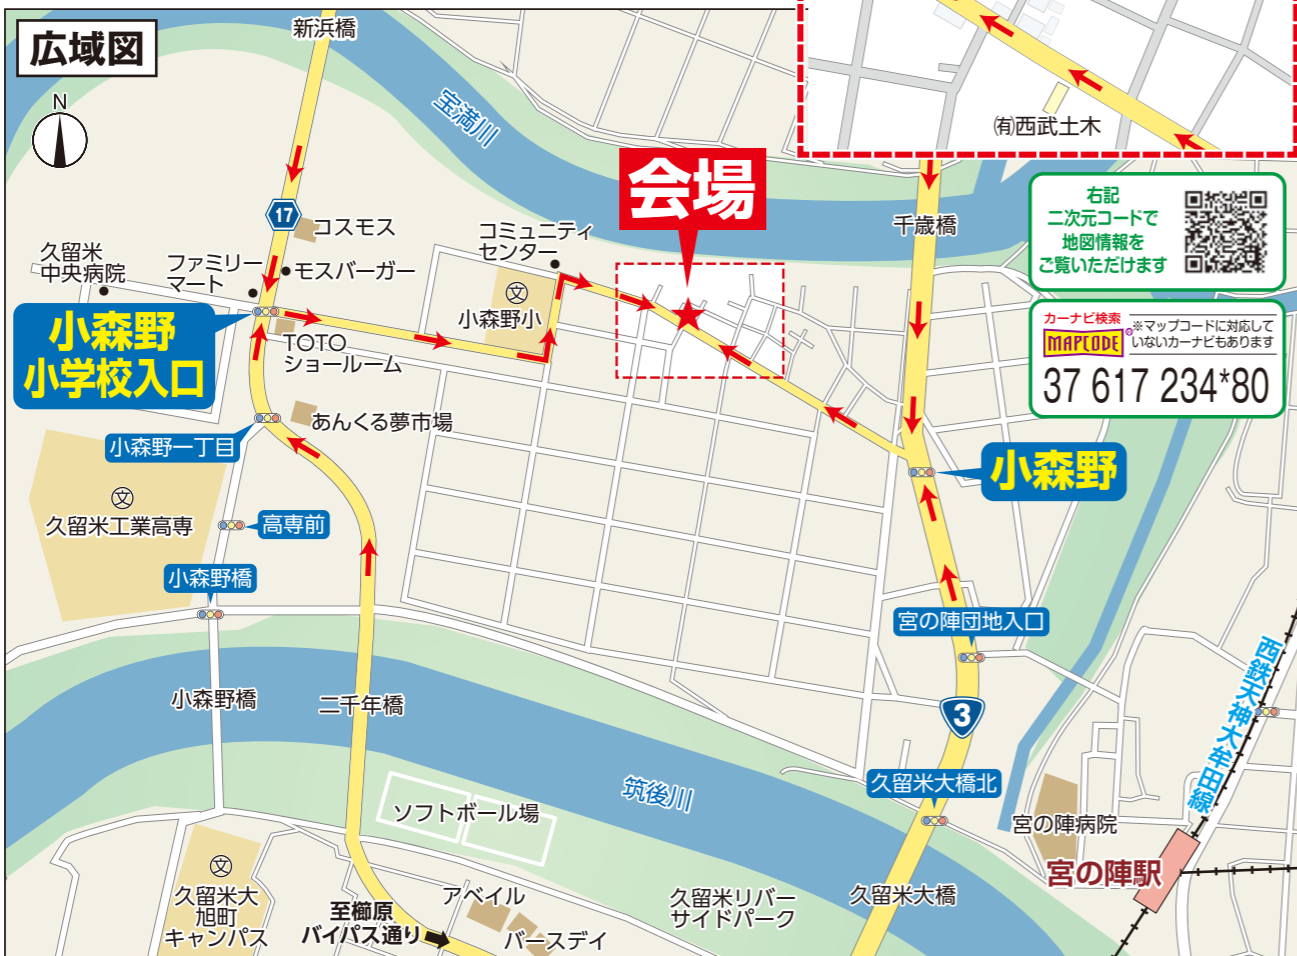 広域図
新浜橋
N
宝満川
㈲西武土木
会場
千歳橋
右記
二次元コードで
地図情報を
ご覧いただけます
17
コスモス
コミュニティ
センター
久留米
中央病院
ファミリー
マート
モスバーガー
文
小森野小
小森野
小学校入口
TOTO
ショールーム
カーナビ検索
MAPCODE
®
※マップコードに対応して
いないカーナビもあります
37 617 234*80
あんくる夢市場
小森野一丁目
小森野
文
久留米工業高専
高専前
小森野橋
宮の陣団地入口
西鉄天神大牟田線
小森野橋
二千年橋
3
筑後川
久留米大橋北
ソフトボール場
宮の陣病院
文
久留米大
旭町
キャンパス
宮の陣駅
アベイル
久留米リバー
サイドパーク
久留米大橋
至櫛原
バイパス通り
バースデイ